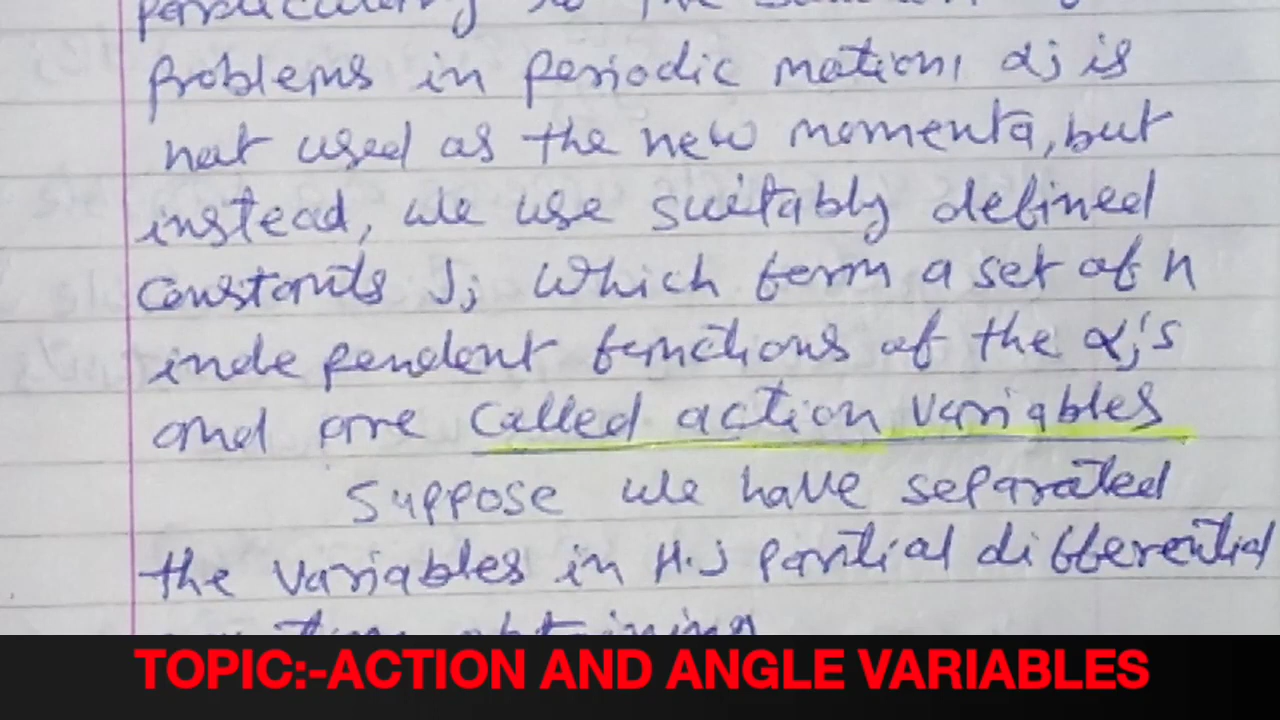 problems in periodic motion, αj is
not used as the new momenta, but
instead, we use suitably defined
constants Jj which form a set of n
independent functions of the αj's
and are called action variables
Suppose we have separated
the variables in H.J partial differential
obtaining
TOPIC:-ACTION AND ANGLE VARIABLES